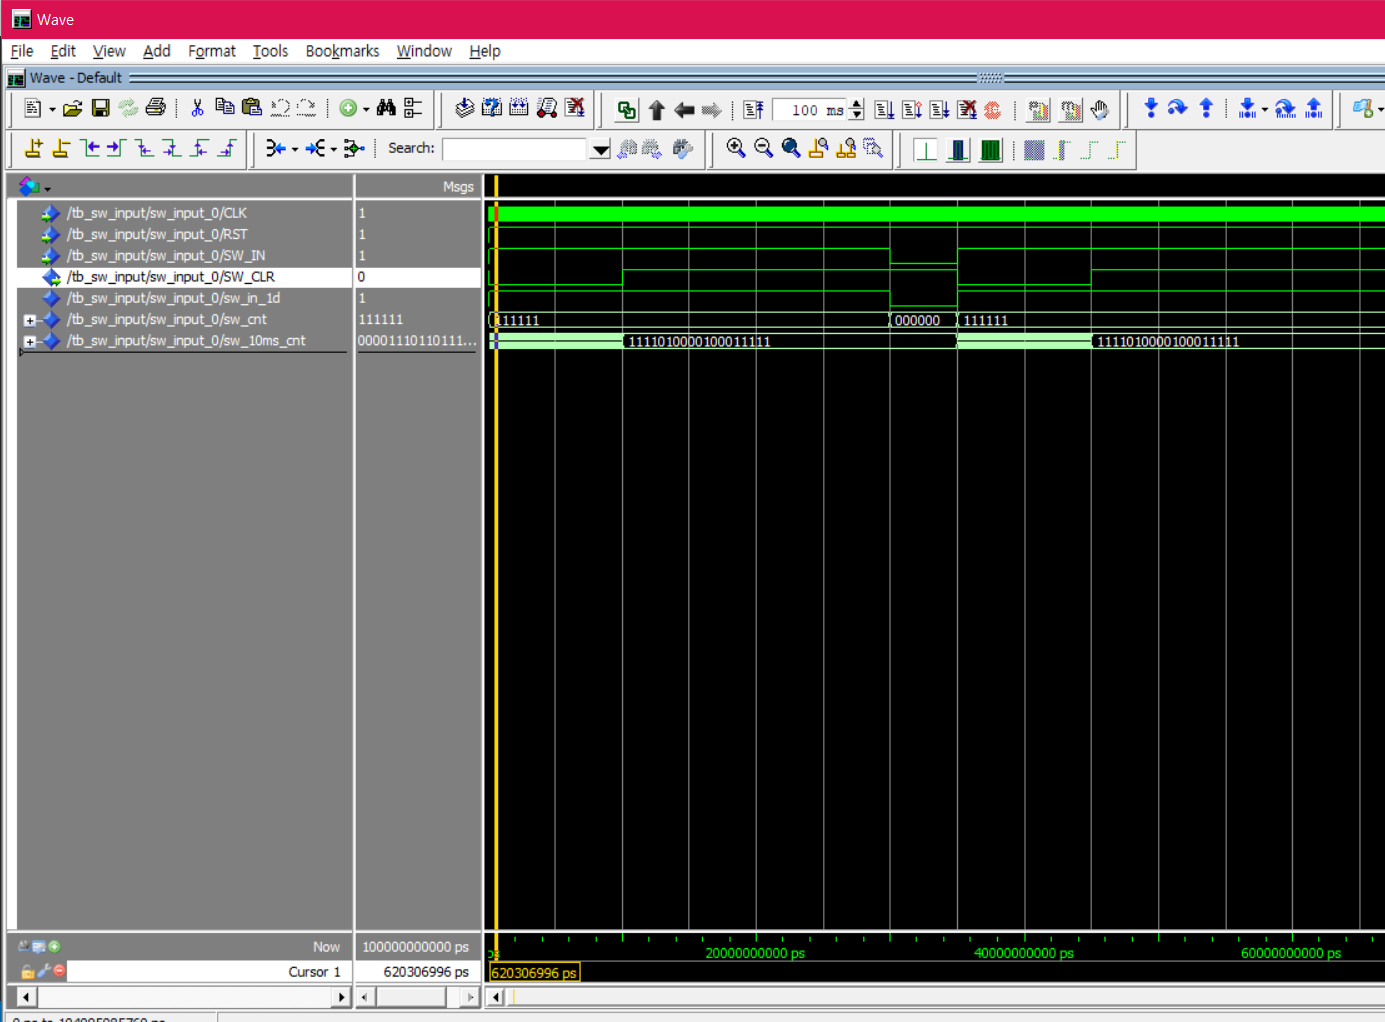 Wave
File Edit View Add Format Tools Bookmarks Window Help
Wave - Default
100 ms
Search:
Msgs
/tb_sw_input/sw_input_0/CLK 1
/tb_sw_input/sw_input_0/RST 1
/tb_sw_input/sw_input_0/SW_IN 1
/tb_sw_input/sw_input_0/SW_CLR 0
/tb_sw_input/sw_input_0/sw_in_1d 1
/tb_sw_input/sw_input_0/sw_cnt 111111 111111 000000 111111
/tb_sw_input/sw_input_0/sw_10ms_cnt 00001110110111... 1111010000100011111 1111010000100011111
Now 100000000000 ps 20000000000 ps 40000000000 ps 60000000000 ps
Cursor 1 620306996 ps 620306996 ps